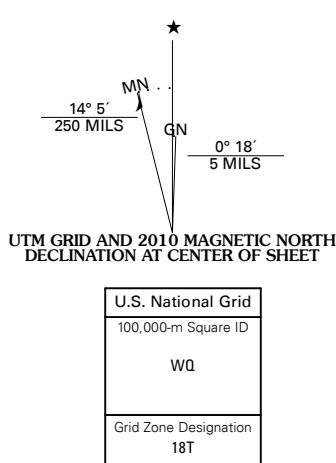 ★
MN
GN
14° 5´
250 MILS
0° 18´
5 MILS
UTM GRID AND 2010 MAGNETIC NORTH
DECLINATION AT CENTER OF SHEET
U.S. National Grid
100,000-m Square ID
WQ
Grid Zone Designation
18T